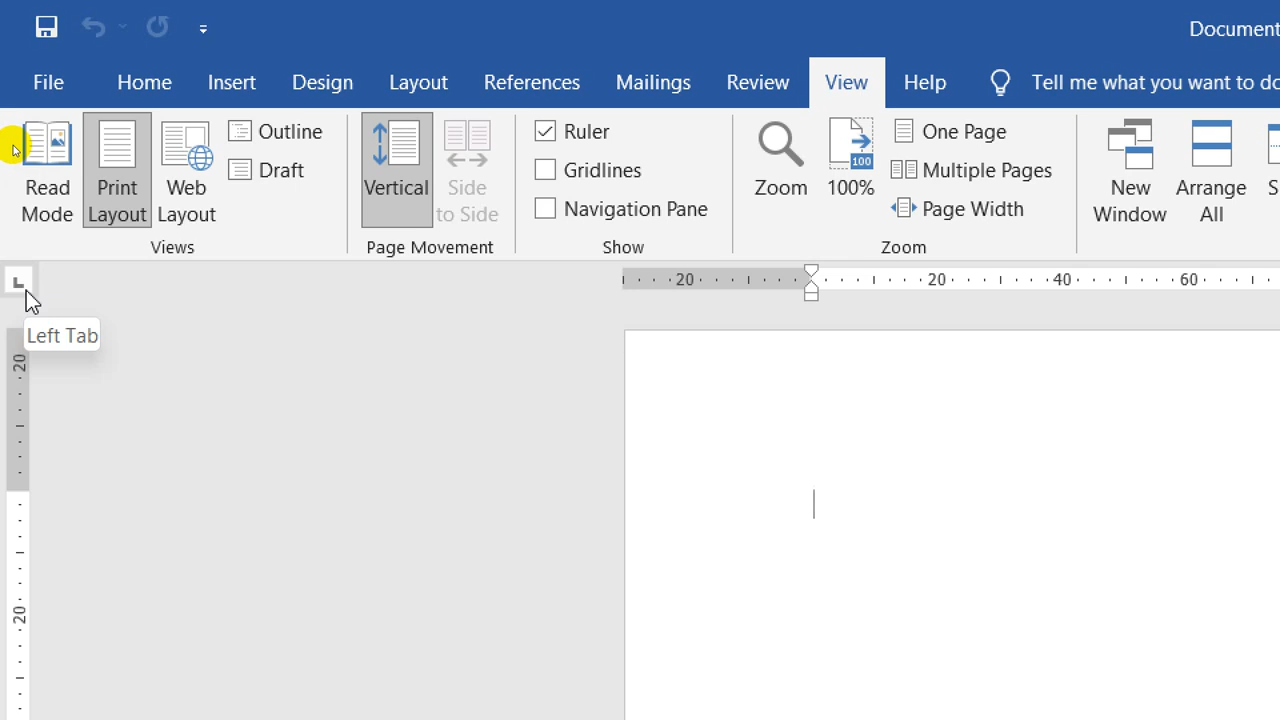 Document
File Home Insert Design Layout References Mailings Review View Help Tell me what you want to do
Read Mode Print Layout Web Layout Outline Draft Vertical Side to Side Ruler Gridlines Navigation Pane Zoom 100 100% One Page Multiple Pages Page Width New Window Arrange All
Views Page Movement Show Zoom
20 20 40 60
Left Tab
20
20